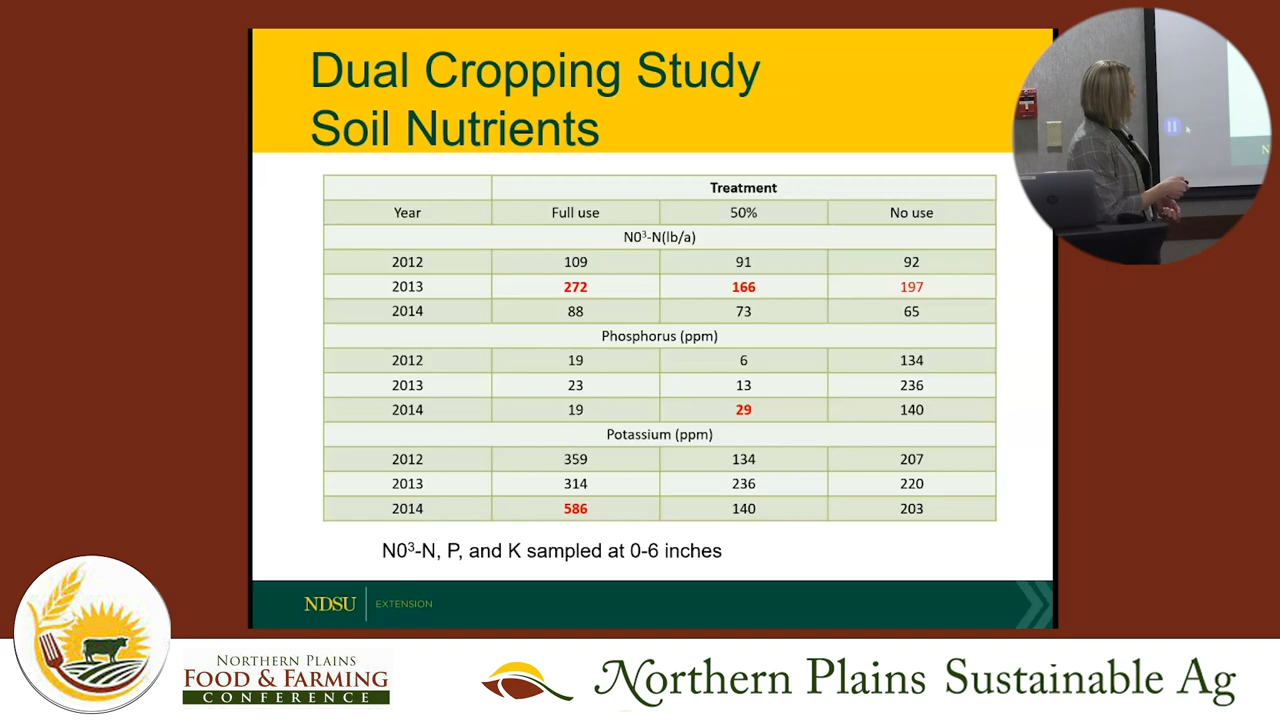 Dual Cropping Study
Soil Nutrients
Treatment
Year Full use 50% No use
N0³-N(lb/a)
2012 109 91 92
2013 272 166 197
2014 88 73 65
Phosphorus (ppm)
2012 19 6 134
2013 23 13 236
2014 19 29 140
Potassium (ppm)
2012 359 134 207
2013 314 236 220
2014 586 140 203
N0³-N, P, and K sampled at 0-6 inches
NDSU EXTENSION
NORTHERN PLAINS
FOOD & FARMING
CONFERENCE
Northern Plains Sustainable Ag